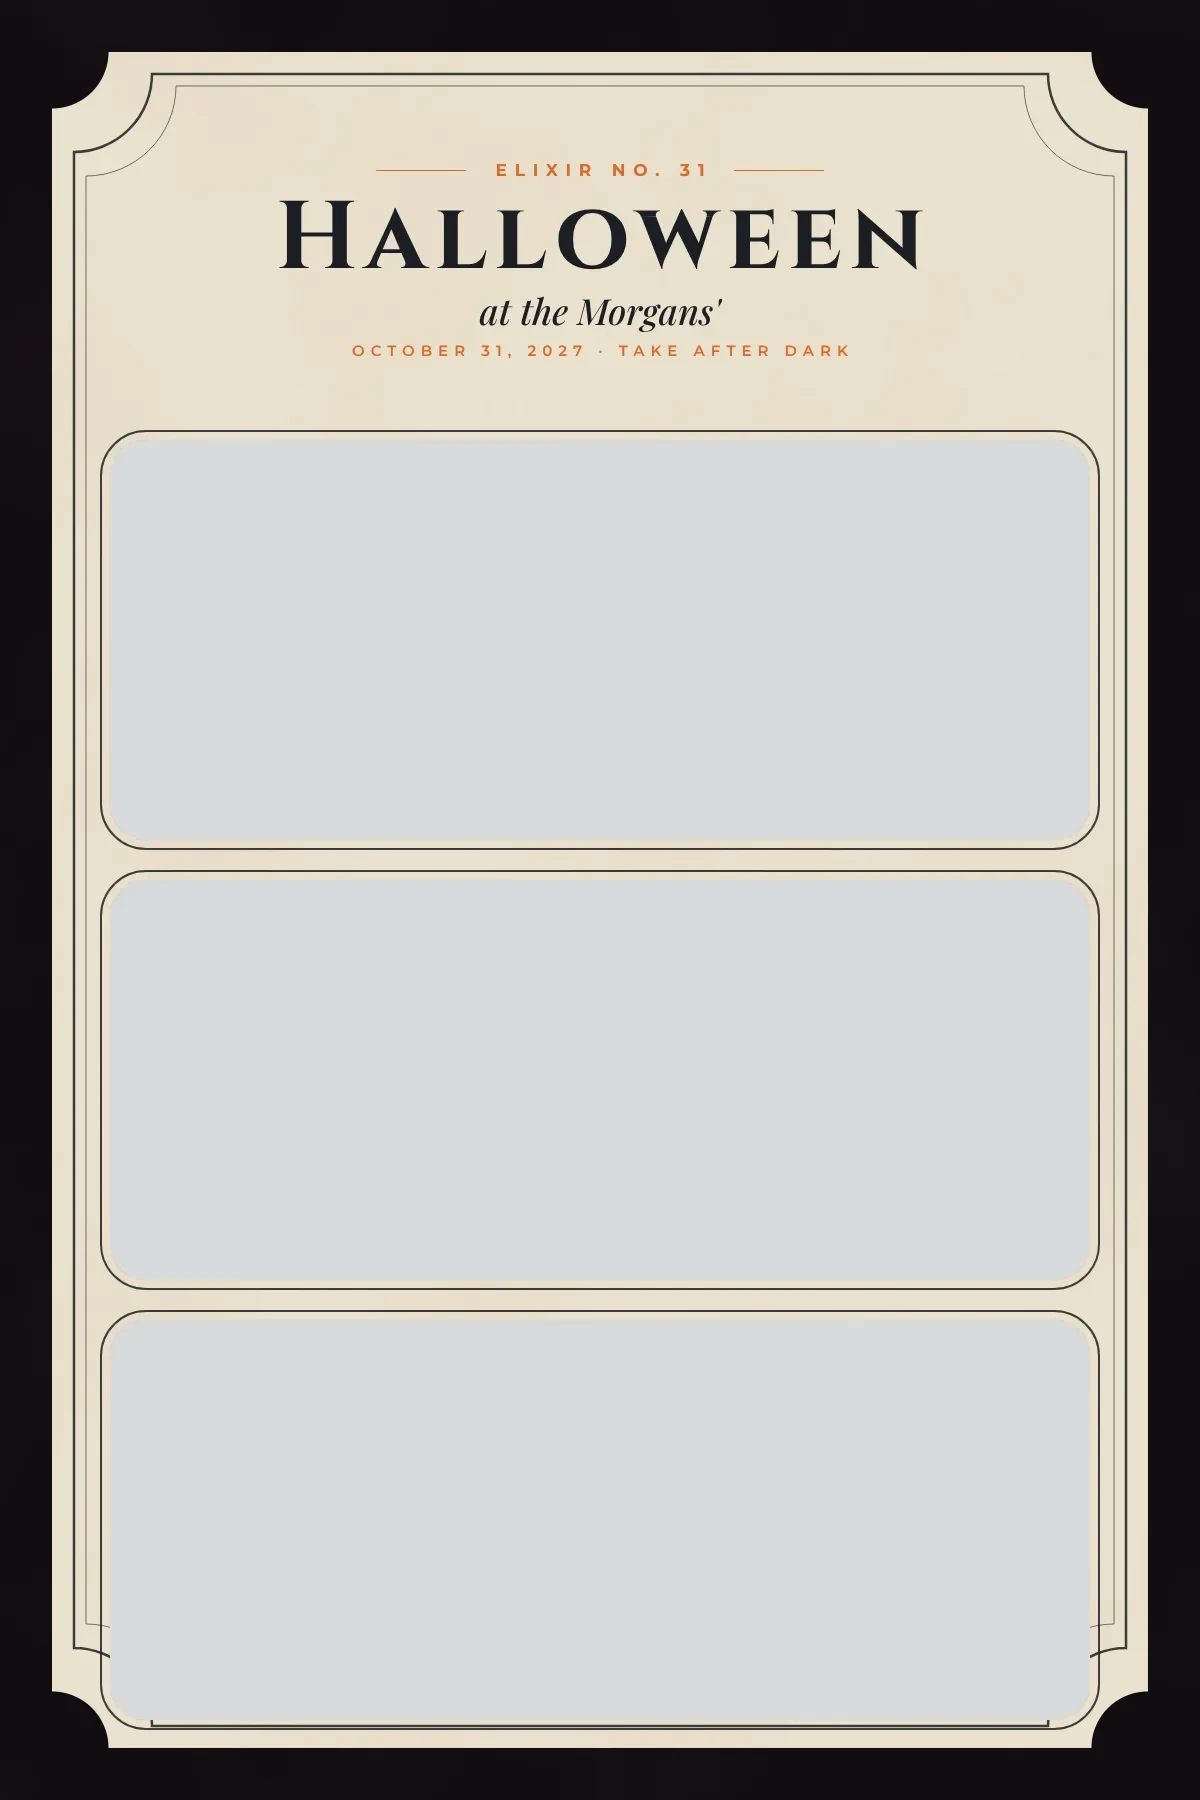 ELIXIR NO. 31
HALLOWEEN
at the Morgans'
OCTOBER 31, 2027 · TAKE AFTER DARK